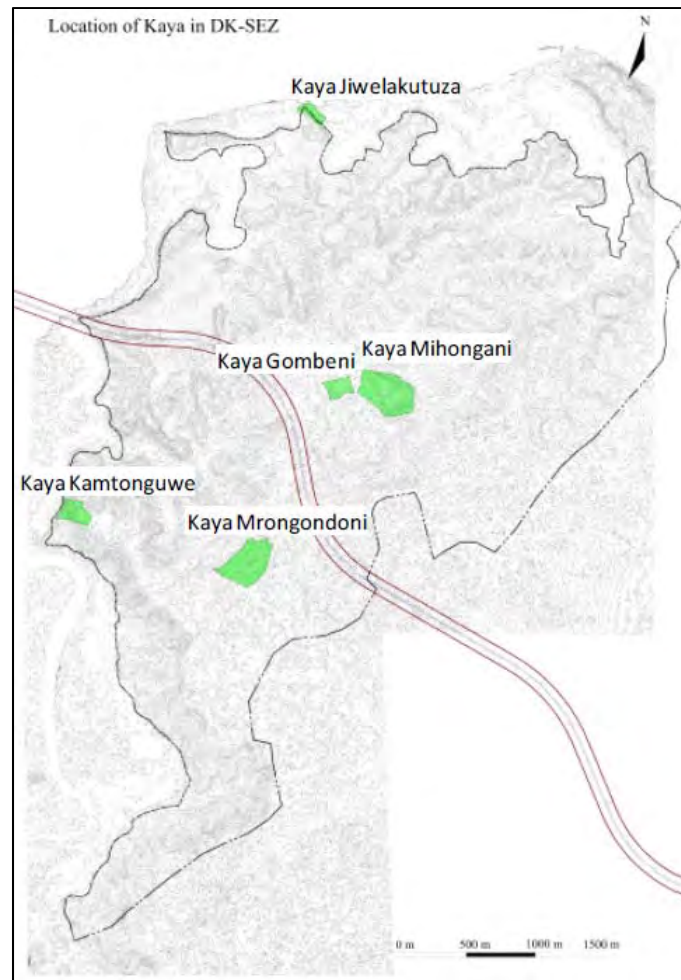 Location of Kaya in DK-SEZ
N
Kaya Jiwelakutuza
Kaya Gombeni
Kaya Mihongani
Kaya Kamtonguwe
Kaya Mrongondoni
0 m 500 m 1000 m 1500 m